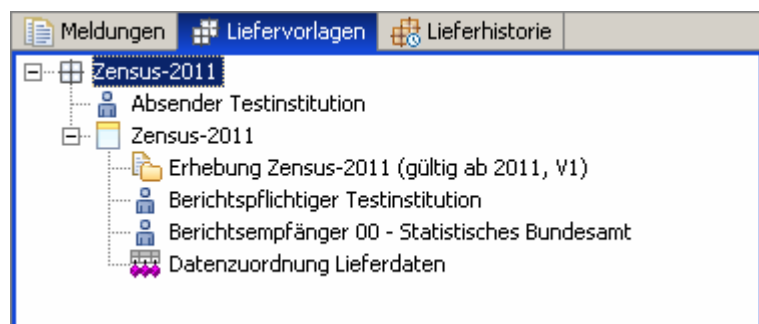 Meldungen Liefervorlagen Lieferhistorie
Zensus-2011
Absender Testinstitution
Zensus-2011
Erhebung Zensus-2011 (gültig ab 2011, V1)
Berichtspflichtiger Testinstitution
Berichtsempfänger 00 - Statistisches Bundesamt
Datenzuordnung Lieferdaten